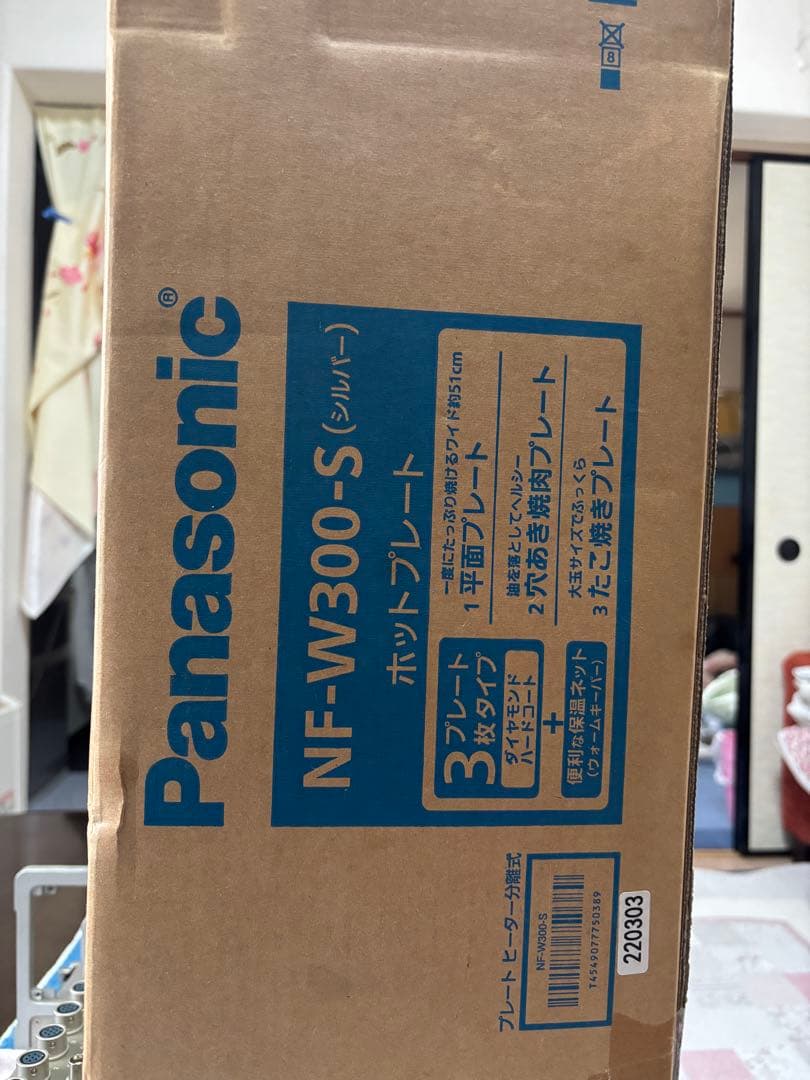 Panasonic®
NF-W300-S(シルバー)
ホットプレート
3プレート枚タイプ
ダイヤモンド
ハードコート
+
便利な保温ネット
(ウォームキーパー)
一度にたっぷり焼けるワイド約51cm
1 平面プレート
油を落としてヘルシー
2 穴あき焼肉プレート
大玉サイズでふっくら
3 たこ焼きプレート
プレート ヒーター分離式
NF-W300-S
T4549077750389
220303
8